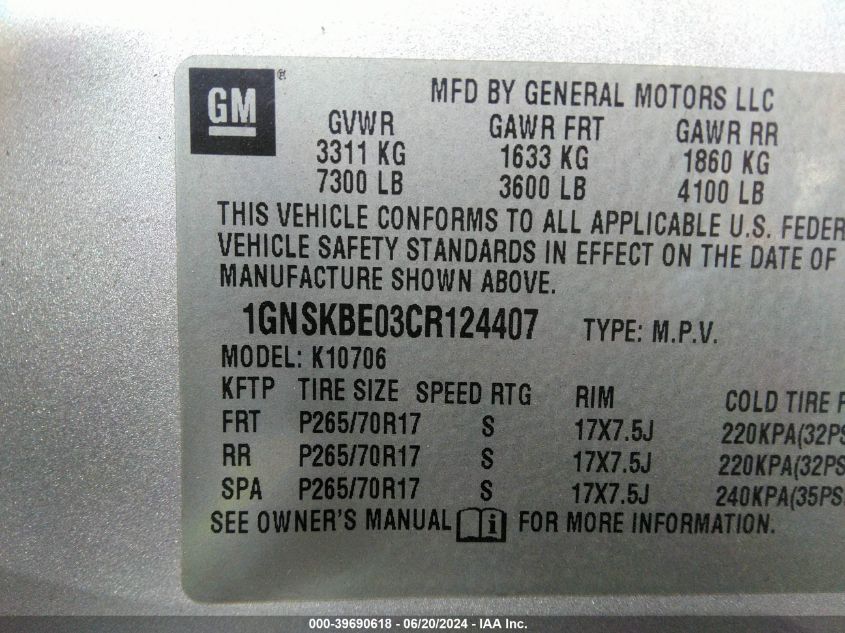 GM ®
MFD BY GENERAL MOTORS LLC
GVWR GAWR FRT GAWR RR
3311 KG 1633 KG 1860 KG
7300 LB 3600 LB 4100 LB
THIS VEHICLE CONFORMS TO ALL APPLICABLE U.S. FEDER
VEHICLE SAFETY STANDARDS IN EFFECT ON THE DATE OF
MANUFACTURE SHOWN ABOVE.
1GNSKBE03CR124407 TYPE: M.P.V.
MODEL: K10706
KFTP TIRE SIZE SPEED RTG RIM COLD TIRE P
FRT P265/70R17 S 17X7.5J 220KPA(32PS
RR P265/70R17 S 17X7.5J 220KPA(32PS
SPA P265/70R17 S 17X7.5J 240KPA(35PS
SEE OWNER'S MANUAL i FOR MORE INFORMATION.
000-39690618 - 06/20/2024 - IAA Inc.